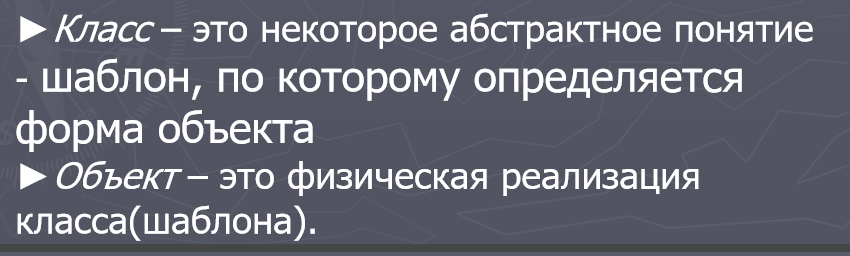 ►Класс – это некоторое абстрактное понятие
- шаблон, по которому определяется
форма объекта
►Объект – это физическая реализация
класса(шаблона).